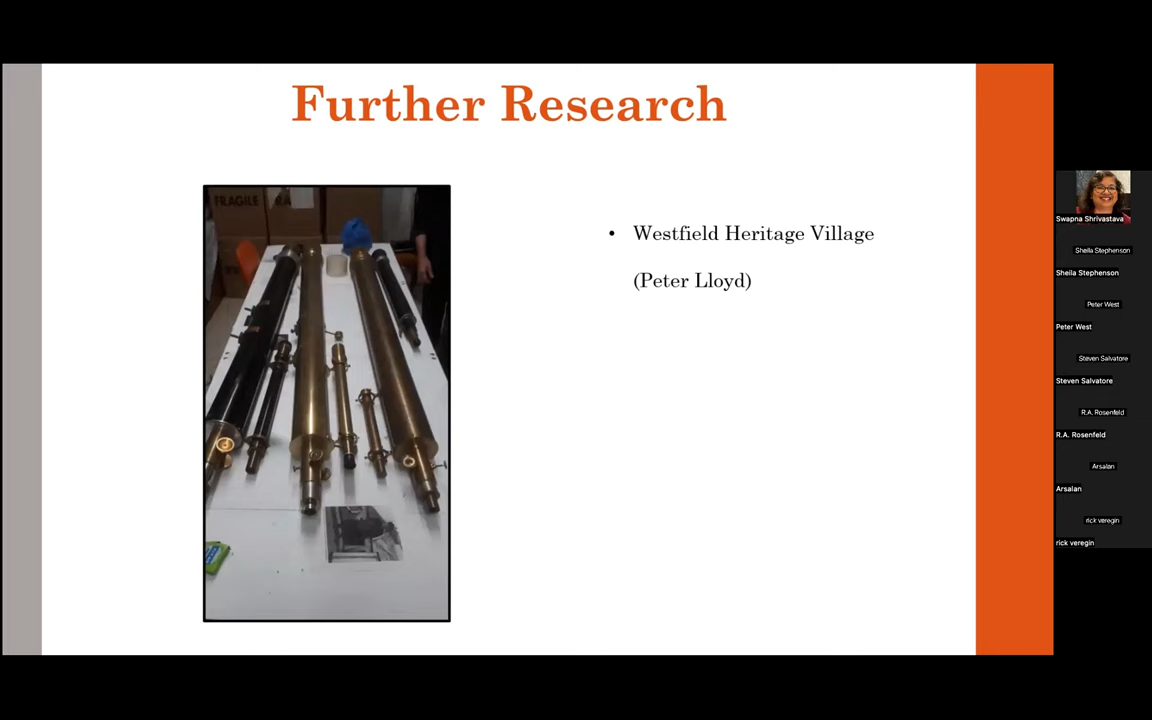 Further Research
FRAGILE
RA
• Westfield Heritage Village
(Peter Lloyd)
Swapna Shrivastava
Sheila Stephenson
Sheila Stephenson
Peter West
Peter West
Steven Salvatore
Steven Salvatore
R.A. Rosenfeld
R.A. Rosenfeld
Arsalan
Arsalan
rick veregin
rick veregin